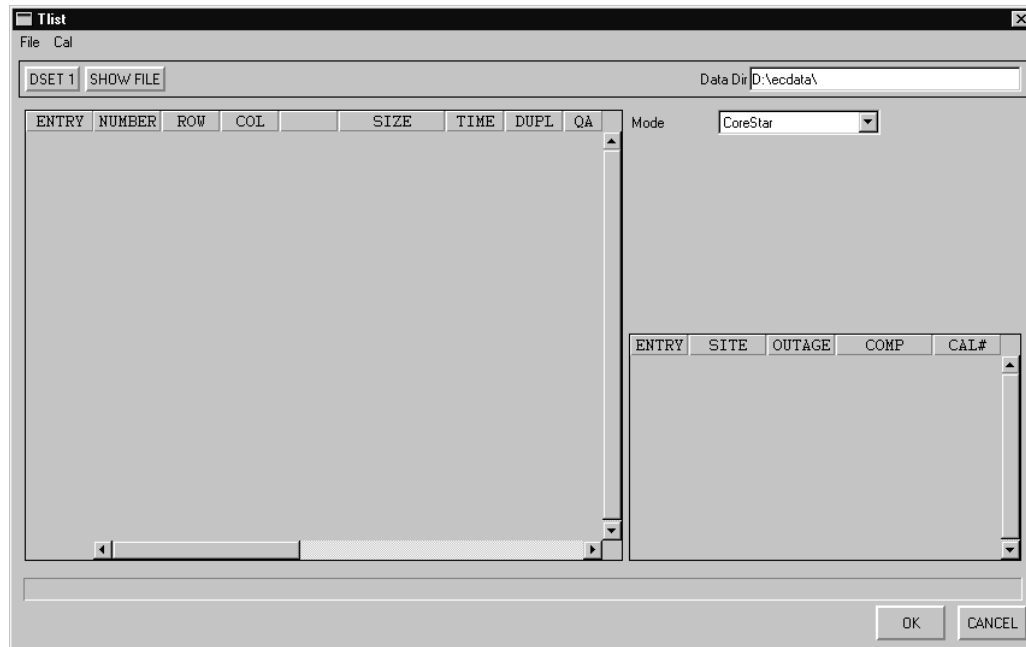 Tlist
File Cal
DSET 1 SHOW FILE Data Dir D:\ecdata\
ENTRY NUMBER ROW COL SIZE TIME DUPL QA
Mode CoreStar
ENTRY SITE OUTAGE COMP CAL#
OK CANCEL